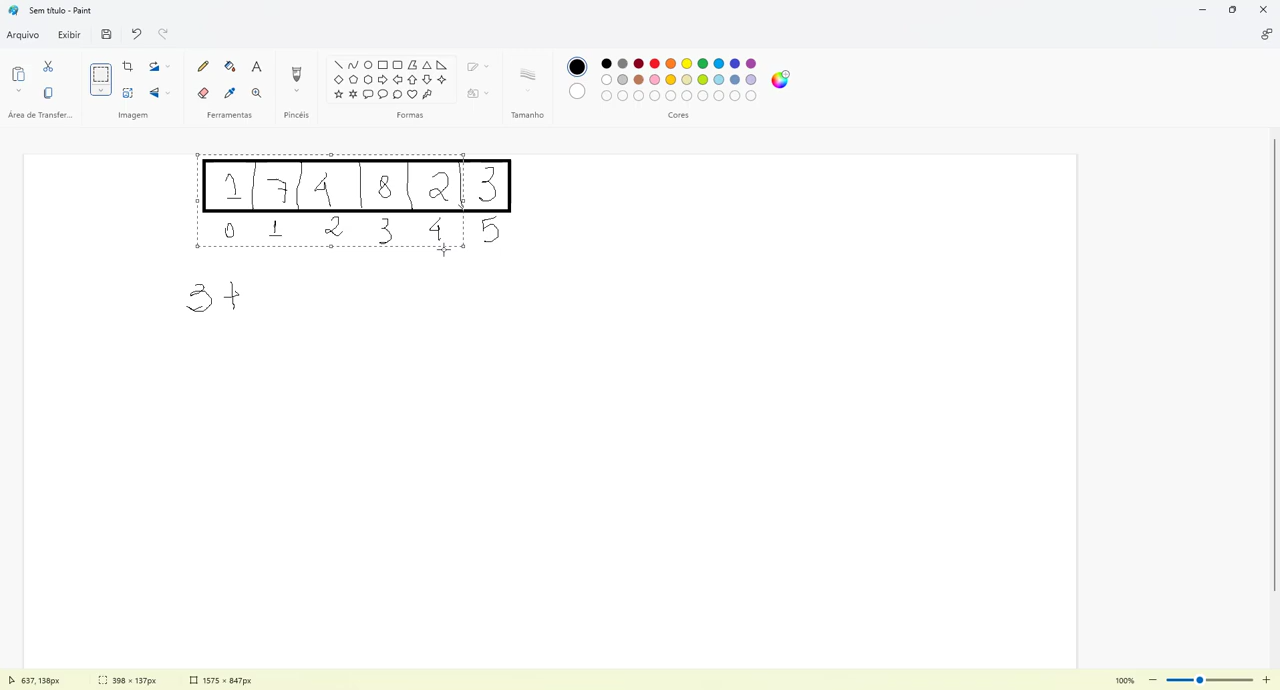 Sem título - Paint
Arquivo Exibir
Área de Transfer... Imagem Ferramentas Pincéis Formas Tamanho Cores
1 7 4 8 2 3
0 1 2 3 4 5
3 +
637, 138px 398 × 137px 1575 × 847px 100%